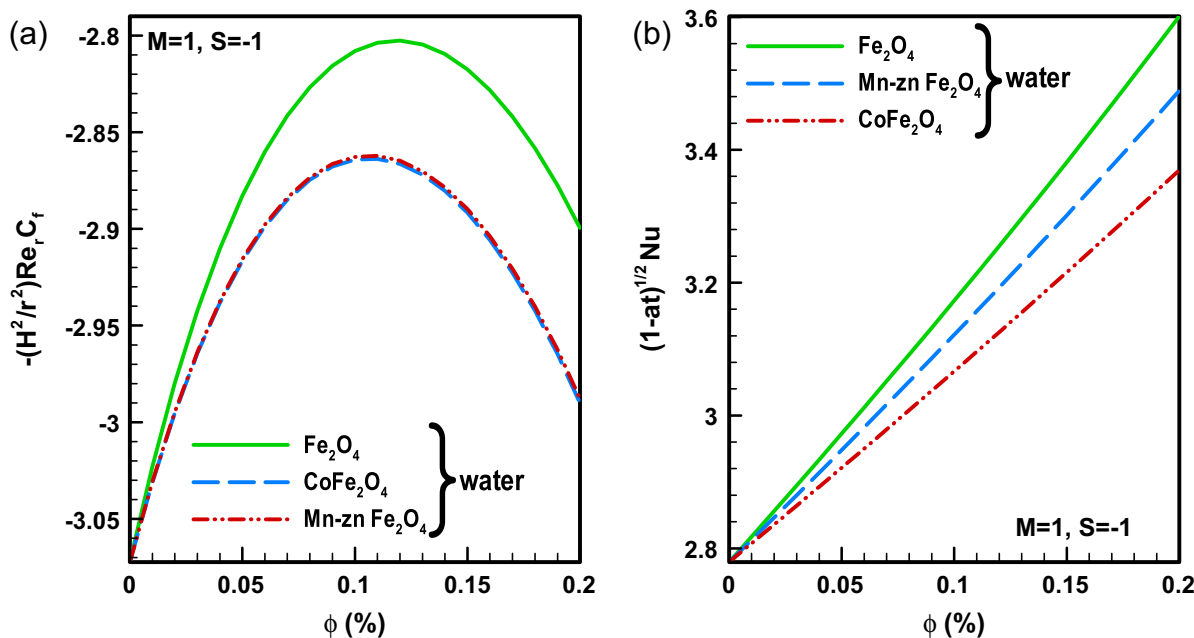 (a)
M=1, S=-1
-2.8
-2.85
-2.9
-2.95
-3
-3.05
-(H²/r²)Re_r C_f
Fe₂O₄
CoFe₂O₄
Mn-zn Fe₂O₄
water
0
0.05
0.1
0.15
0.2
ϕ (%)
(b)
3.6
3.4
3.2
3
2.8
(1-at)^1/2 Nu
Fe₂O₄
Mn-zn Fe₂O₄
CoFe₂O₄
water
M=1, S=-1
0
0.05
0.1
0.15
0.2
ϕ (%)